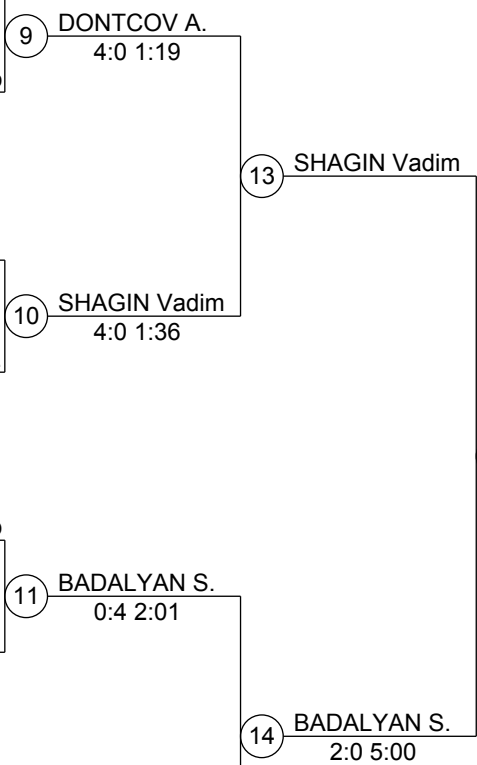 9 DONTCOV A.
4:0 1:19
13 SHAGIN Vadim
10 SHAGIN Vadim
4:0 1:36
11 BADALYAN S.
0:4 2:01
14 BADALYAN S.
2:0 5:00